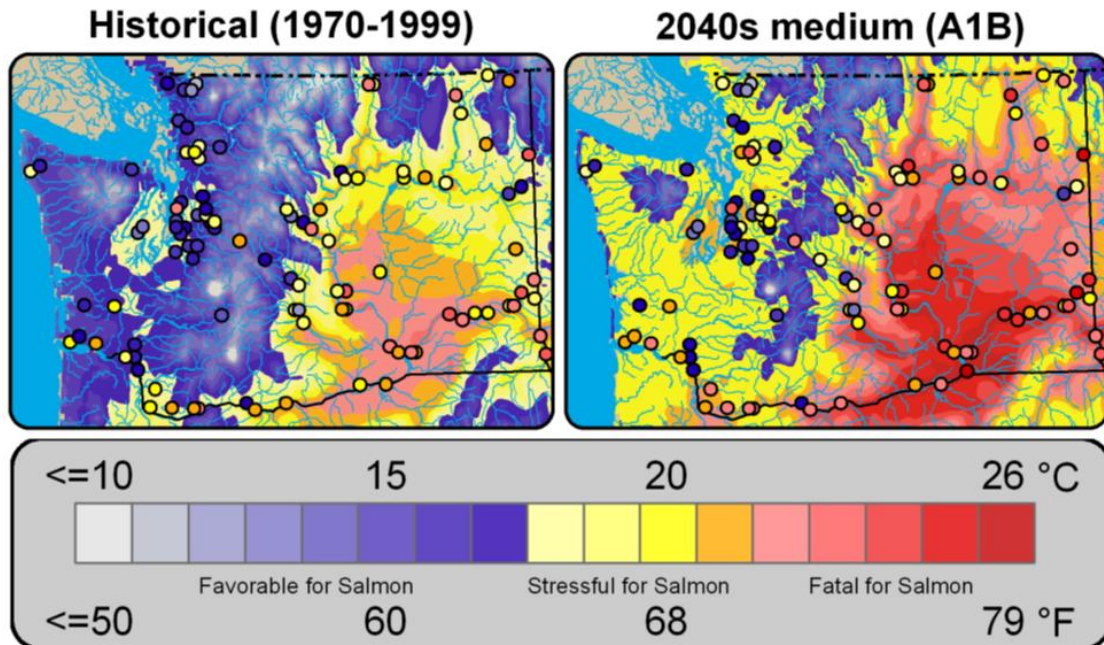 Historical (1970-1999) 2040s medium (A1B)
<=10 15 20 26 °C
Favorable for Salmon Stressful for Salmon Fatal for Salmon
<=50 60 68 79 °F